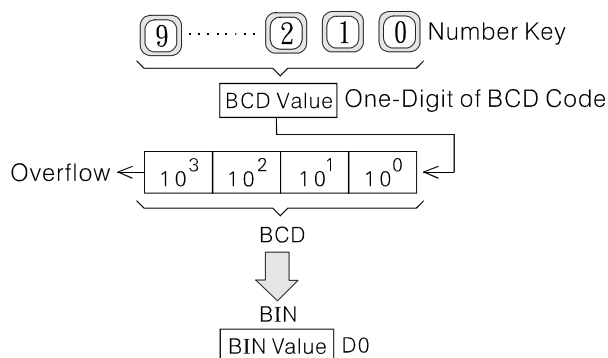 9 ········ 2 1 0 Number Key
BCD Value One-Digit of BCD Code
Overflow 10³ 10² 10¹ 10⁰
BCD
BIN
BIN Value D0